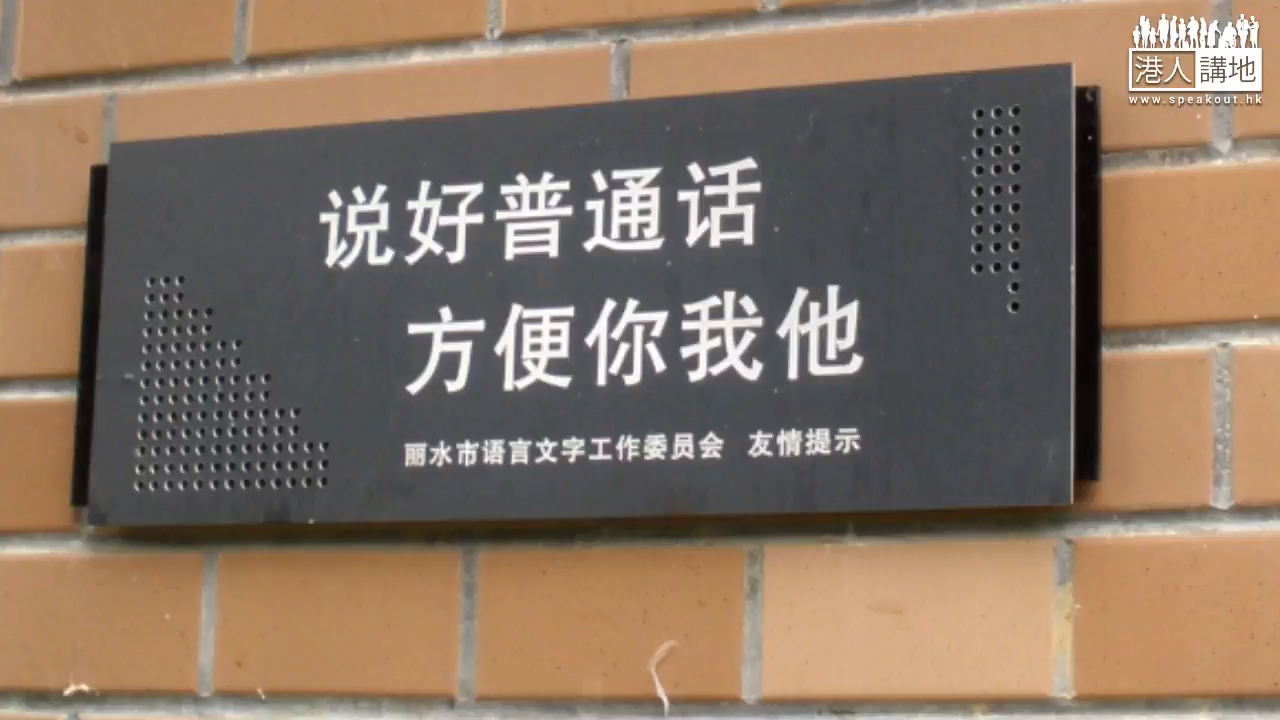 港人講地
www.speakout.hk
说好普通话
方便你我他
丽水市语言文字工作委员会 友情提示